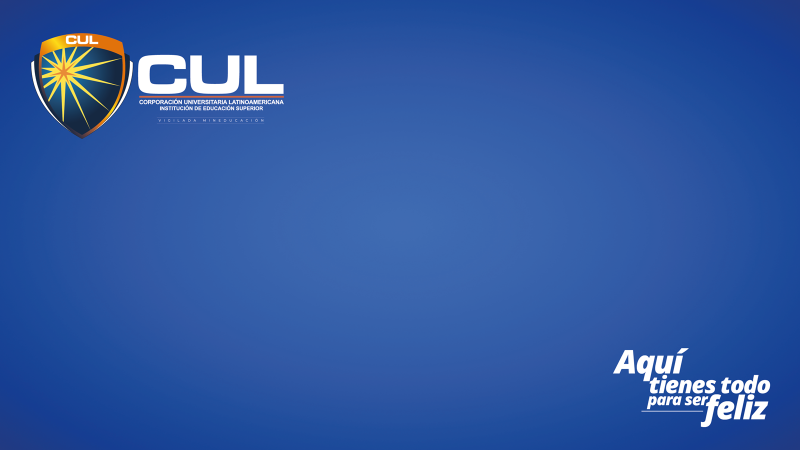 CUL
CUL
CORPORACIÓN UNIVERSITARIA LATINOAMERICANA
INSTITUCIÓN DE EDUCACIÓN SUPERIOR
VIGILADA MINEDUCACIÓN
Aquí
tienes todo
para ser
feliz